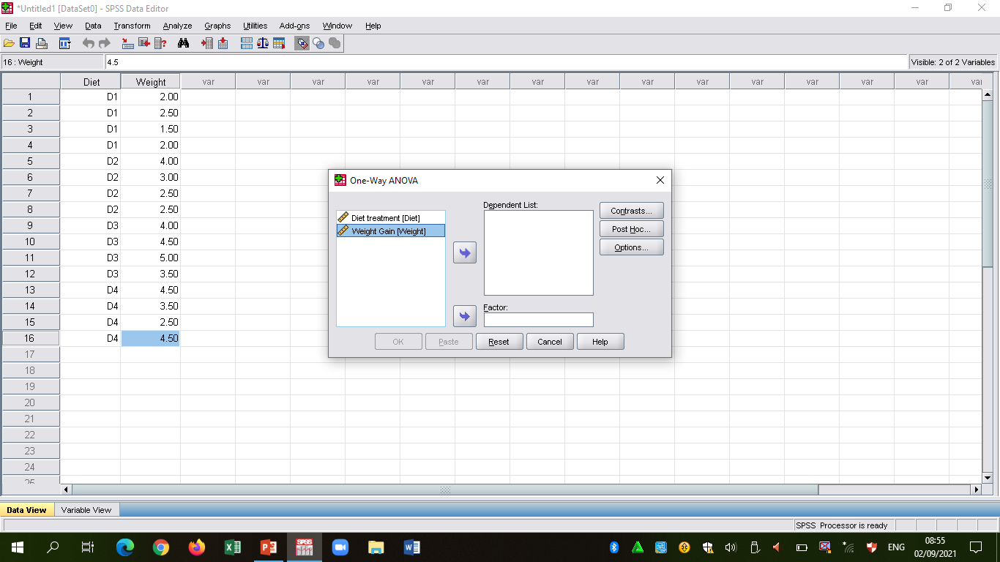 *Untitled1 [DataSet0] - SPSS Data Editor
File Edit View Data Transform Analyze Graphs Utilities Add-ons Window Help
16 : Weight 4.5 Visible: 2 of 2 Variables
Diet Weight var var var var var var var var var var var var var var var
1 D1 2.00
2 D1 2.50
3 D1 1.50
4 D1 2.00
5 D2 4.00
6 D2 3.00
7 D2 2.50
8 D2 2.50
9 D3 4.00
10 D3 4.50
11 D3 5.00
12 D3 3.50
13 D4 4.50
14 D4 3.50
15 D4 2.50
16 D4 4.50
17
18
19
20
21
22
23
24
25
One-Way ANOVA
Diet treatment [Diet]
Weight Gain [Weight]
Dependent List:
Factor:
Contrasts...
Post Hoc...
Options...
OK Paste Reset Cancel Help
Data View Variable View
SPSS Processor is ready
SPSS
ENG
08:55
02/09/2021